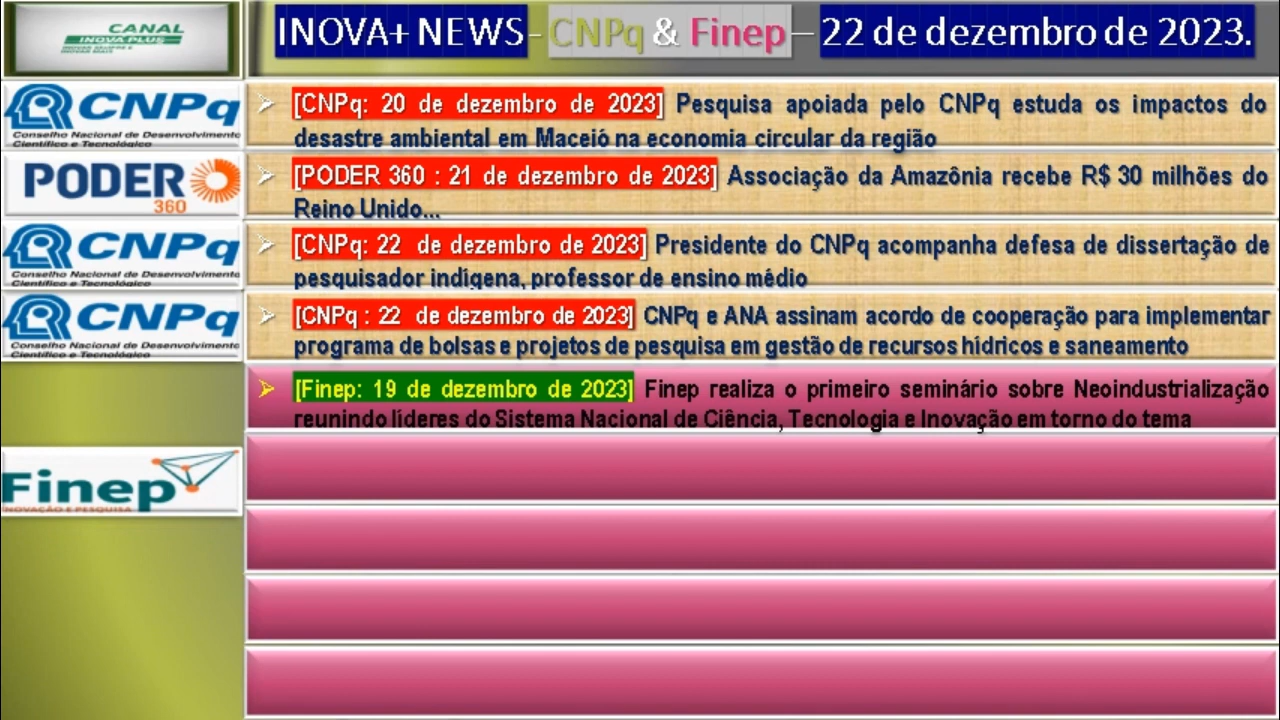 CANAL
INOVA PLUS
INOVAR SEMPRE E
INOVAR MAIS
INOVA+ NEWS - CNPq & Finep – 22 de dezembro de 2023.
CNPq
Conselho Nacional de Desenvolvimento
Científico e Tecnológico
[CNPq: 20 de dezembro de 2023] Pesquisa apoiada pelo CNPq estuda os impactos do
desastre ambiental em Maceió na economia circular da região
PODER
360
[PODER 360 : 21 de dezembro de 2023] Associação da Amazônia recebe R$ 30 milhões do
Reino Unido...
CNPq
Conselho Nacional de Desenvolvimento
Científico e Tecnológico
[CNPq: 22 de dezembro de 2023] Presidente do CNPq acompanha defesa de dissertação de
pesquisador indígena, professor de ensino médio
CNPq
Conselho Nacional de Desenvolvimento
Científico e Tecnológico
[CNPq : 22 de dezembro de 2023] CNPq e ANA assinam acordo de cooperação para implementar
programa de bolsas e projetos de pesquisa em gestão de recursos hídricos e saneamento
[Finep: 19 de dezembro de 2023] Finep realiza o primeiro seminário sobre Neoindustrialização
reunindo líderes do Sistema Nacional de Ciência, Tecnologia e Inovação em torno do tema
Finep
INOVAÇÃO E PESQUISA